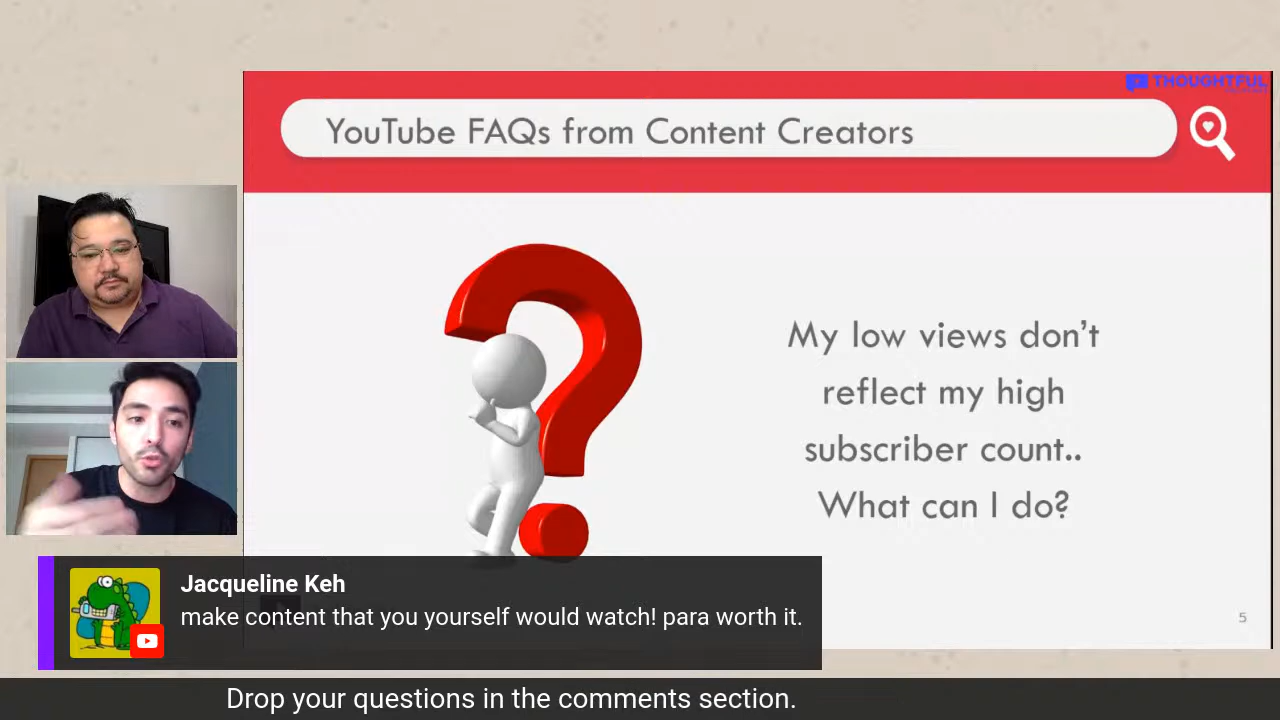 THOUGHTFUL
YouTube FAQs from Content Creators
My low views don't
reflect my high
subscriber count..
What can I do?
5
Jacqueline Keh
make content that you yourself would watch! para worth it.
Drop your questions in the comments section.